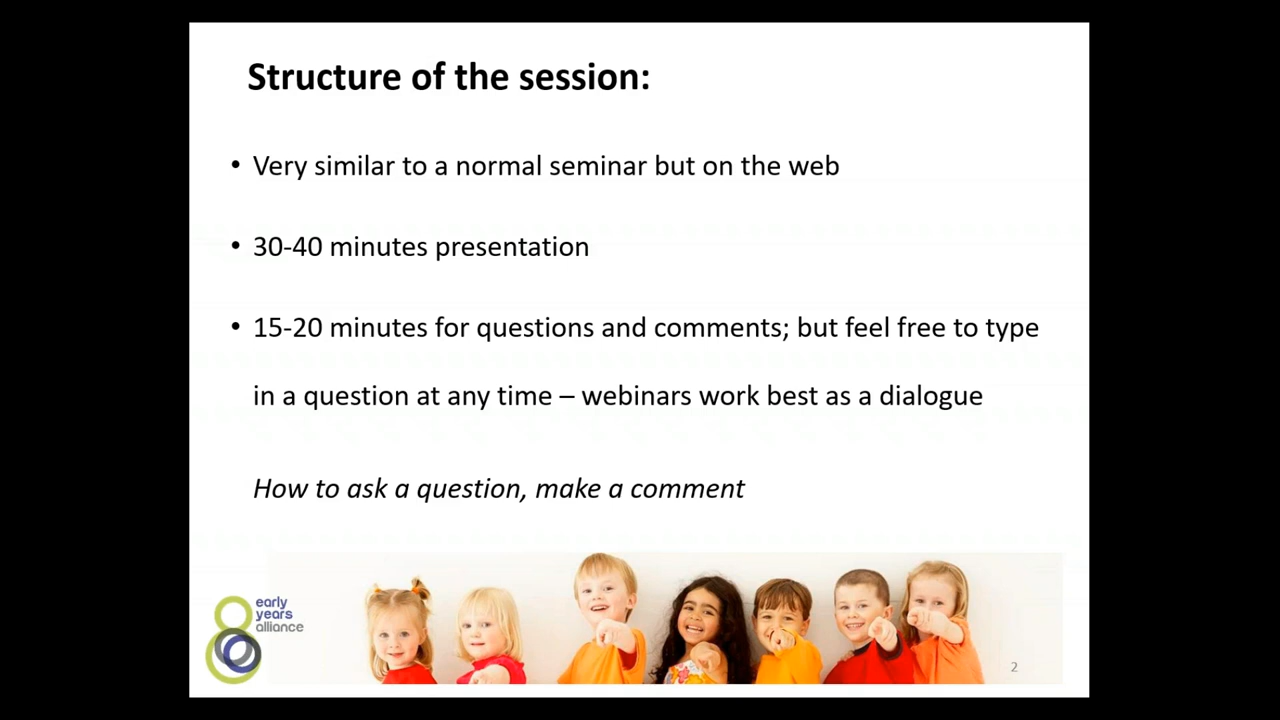 Structure of the session:
• Very similar to a normal seminar but on the web
• 30-40 minutes presentation
• 15-20 minutes for questions and comments; but feel free to type
in a question at any time – webinars work best as a dialogue
How to ask a question, make a comment
early
years
alliance
2